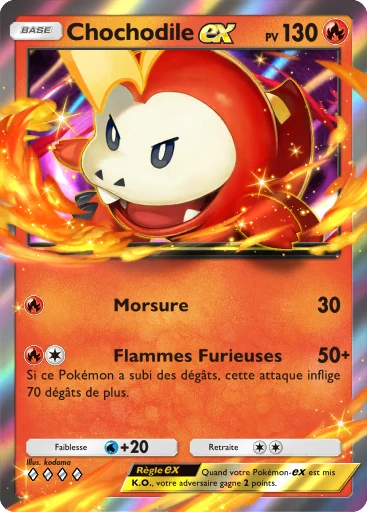 BASE Chochodile ex PV 130
Morsure 30
Flammes Furieuses 50+
Si ce Pokémon a subi des dégâts, cette attaque inflige
70 dégâts de plus.
Faiblesse +20 Retraite
Illus. kodama
Règle ex Quand votre Pokémon-ex est mis
K.O., votre adversaire gagne 2 points.